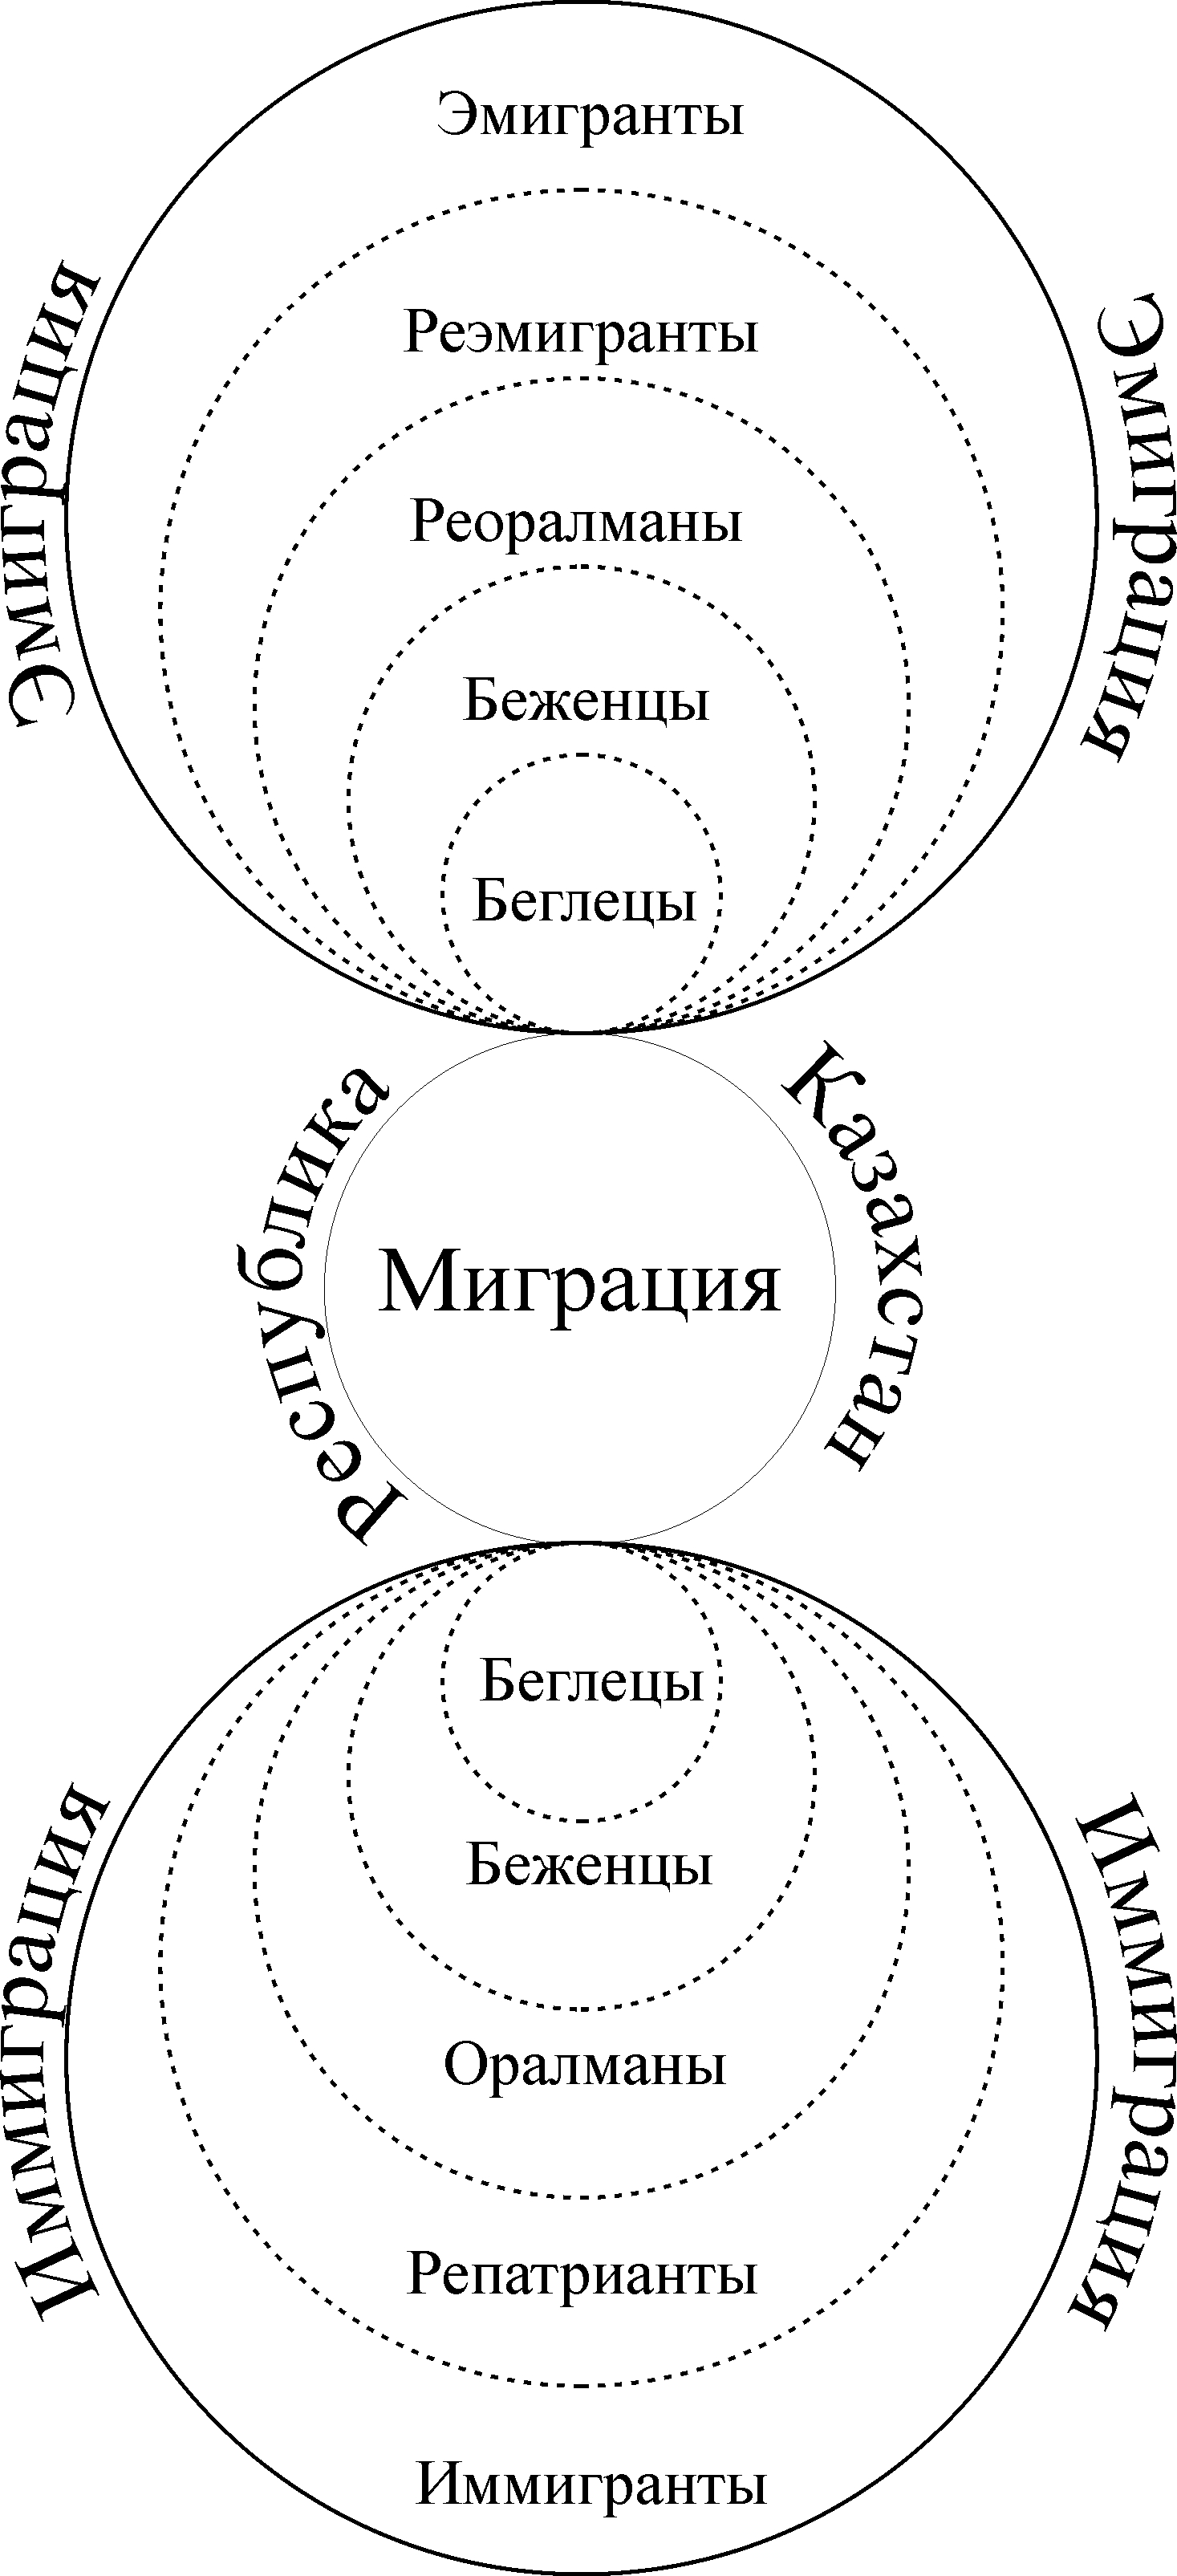 Эмигранты
Эмиграция
Эмиграция
Реэмигранты
Реоралманы
Беженцы
Беглецы
Республика
Казахстан
Миграция
Беглецы
Иммиграция
Иммиграция
Беженцы
Оралманы
Репатрианты
Иммигранты